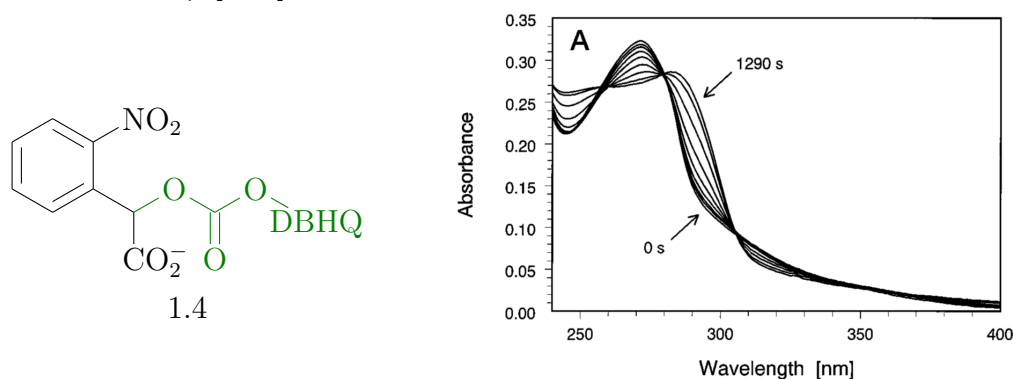 NO₂
O
O
DBHQ
CO₂⁻
O
1.4
A
1290 s
0 s
Absorbance
0.35
0.30
0.25
0.20
0.15
0.10
0.05
0.00
250
300
350
400
Wavelength [nm]